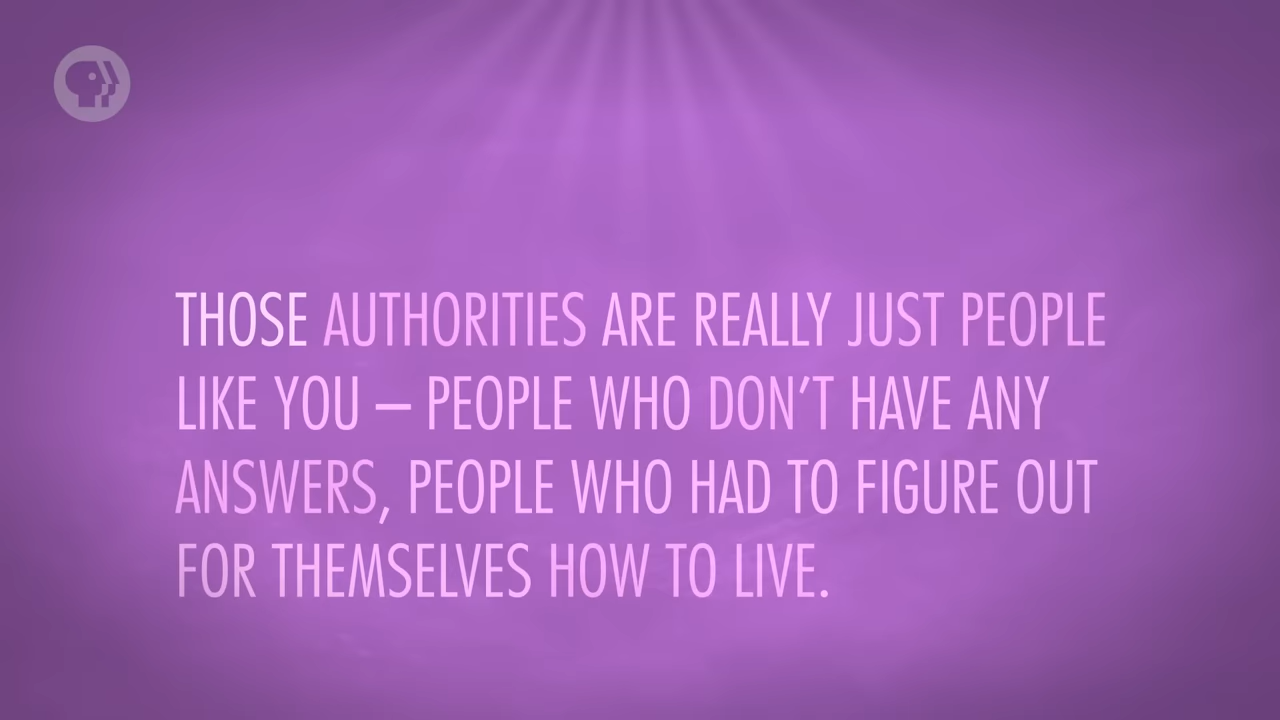 THOSE AUTHORITIES ARE REALLY JUST PEOPLE
LIKE YOU – PEOPLE WHO DON'T HAVE ANY
ANSWERS, PEOPLE WHO HAD TO FIGURE OUT
FOR THEMSELVES HOW TO LIVE.